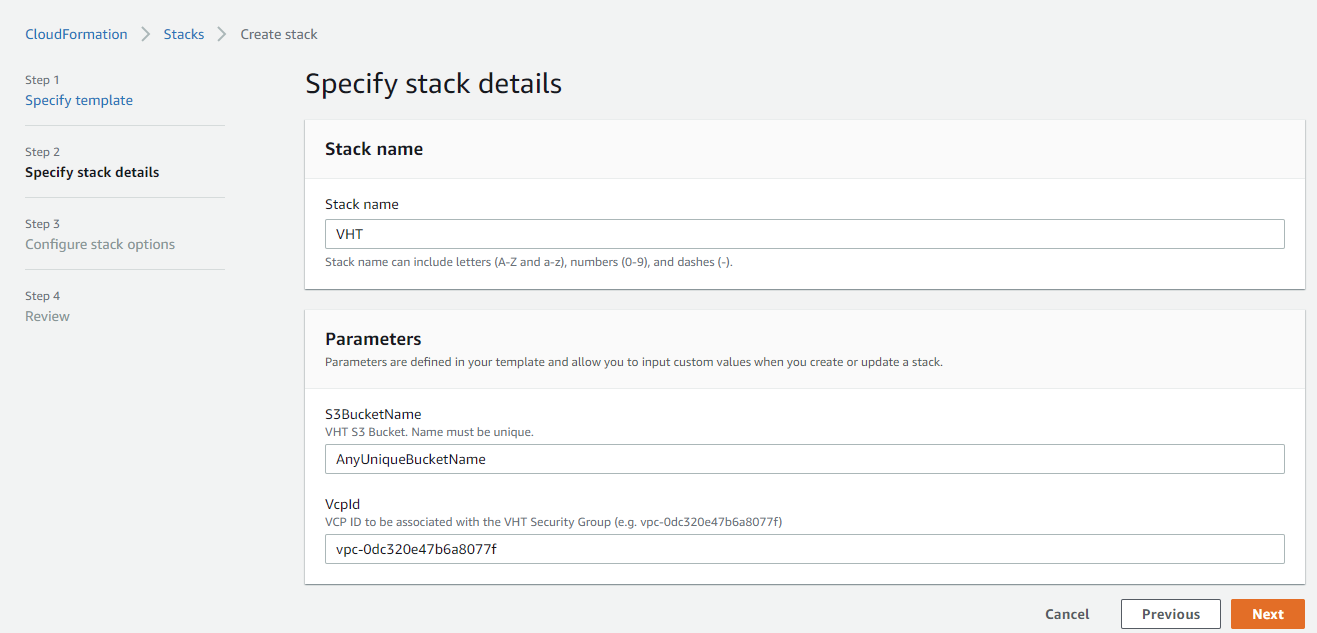 CloudFormation > Stacks > Create stack
Step 1
Specify template
Step 2
Specify stack details
Step 3
Configure stack options
Step 4
Review
Specify stack details
Stack name
Stack name
VHT
Stack name can include letters (A-Z and a-z), numbers (0-9), and dashes (-).
Parameters
Parameters are defined in your template and allow you to input custom values when you create or update a stack.
S3BucketName
VHT S3 Bucket. Name must be unique.
AnyUniqueBucketName
VcpId
VCP ID to be associated with the VHT Security Group (e.g. vpc-0dc320e47b6a8077f)
vpc-0dc320e47b6a8077f
Cancel Previous Next